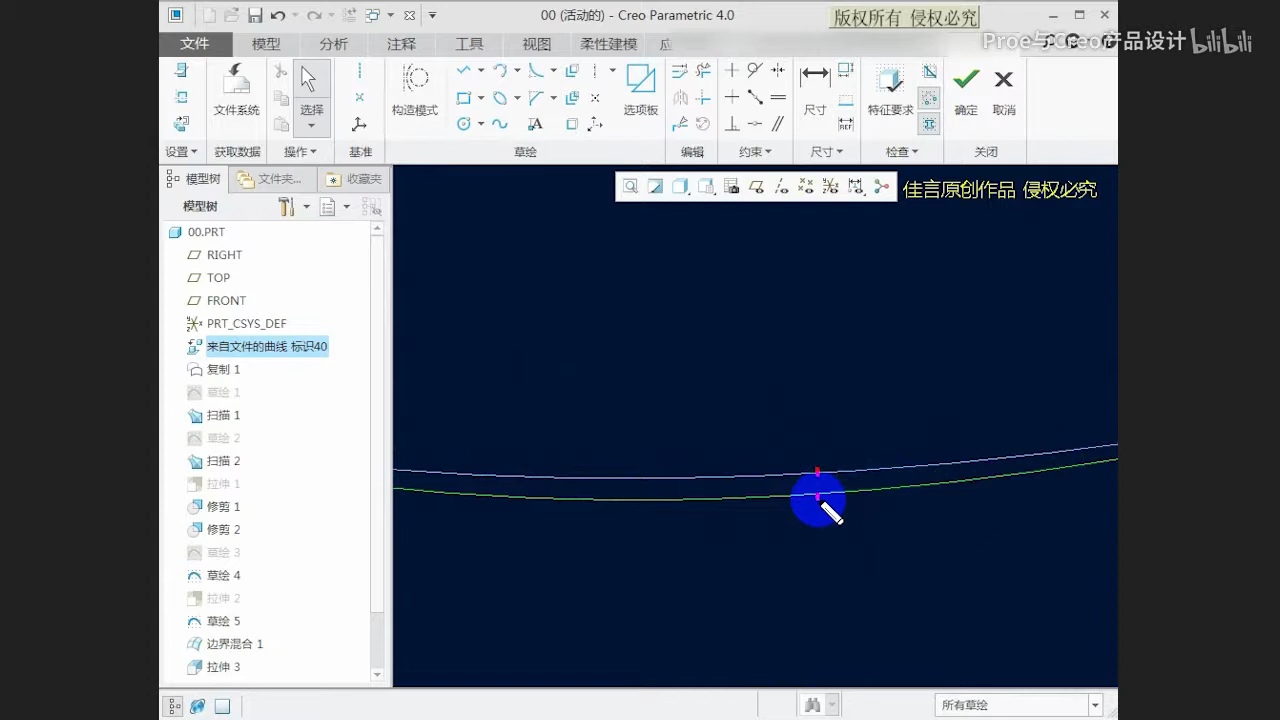 00 (活动的) - Creo Parametric 4.0
版权所有 侵权必究
Proe与Creo产品设计 bilibili
文件 模型 分析 注释 工具 视图 柔性建模
文件系统 选择 构造模式 选项板 尺寸 REF 特征要求 确定 取消
设置 获取数据 操作 基准 草绘 编辑 约束 尺寸 检查 关闭
模型树 文件夹... 收藏夹
佳言原创作品 侵权必究
模型树
00.PRT
RIGHT
TOP
FRONT
PRT_CSYS_DEF
来自文件的曲线 标识40
复制 1
草绘 1
扫描 1
草绘 2
扫描 2
拉伸 1
修剪 1
修剪 2
草绘 3
草绘 4
拉伸 2
草绘 5
边界混合 1
拉伸 3
所有草绘